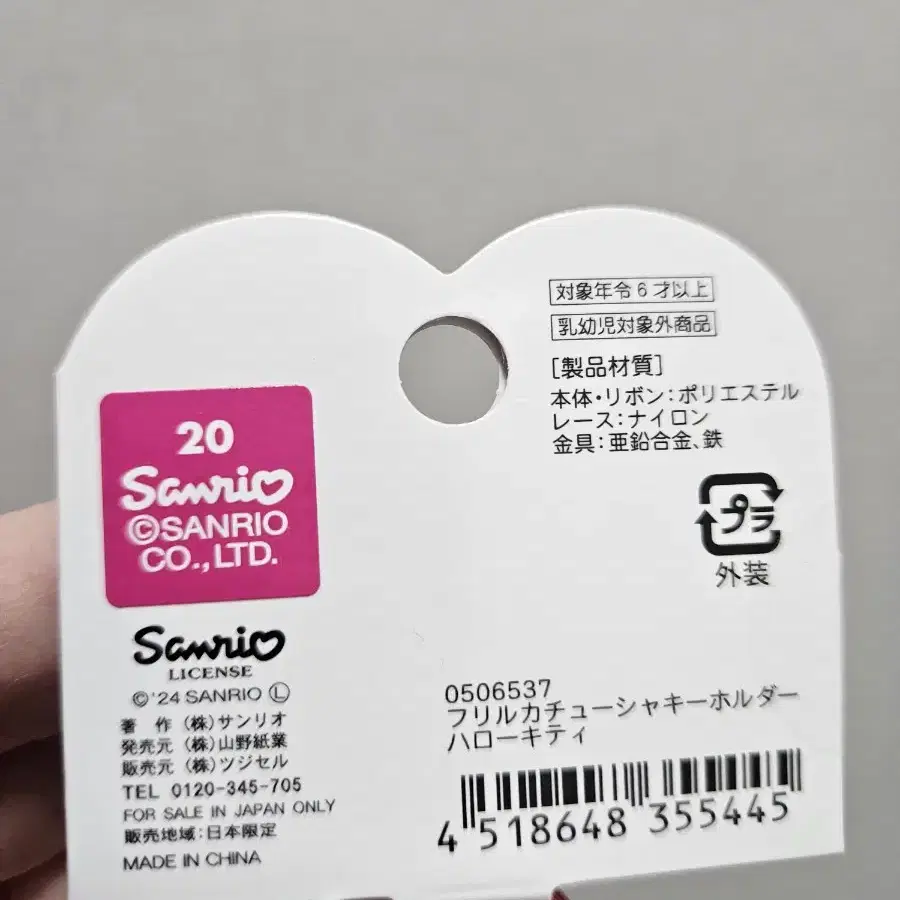 20
Sanrio
©SANRIO
CO.,LTD.
Sanrio
LICENSE
©'24 SANRIO Ⓛ
著 作 (株)サンリオ
発売元 (株)山野紙業
販売元 (株)ツジセル
TEL 0120-345-705
FOR SALE IN JAPAN ONLY
販売地域:日本限定
MADE IN CHINA
対象年令6才以上
乳幼児対象外商品
[製品材質]
本体・リボン:ポリエステル
レース:ナイロン
金具:亜鉛合金、鉄
プラ
外装
0506537
フリルカチューシャキーホルダー
ハローキティ
4 518648 355445